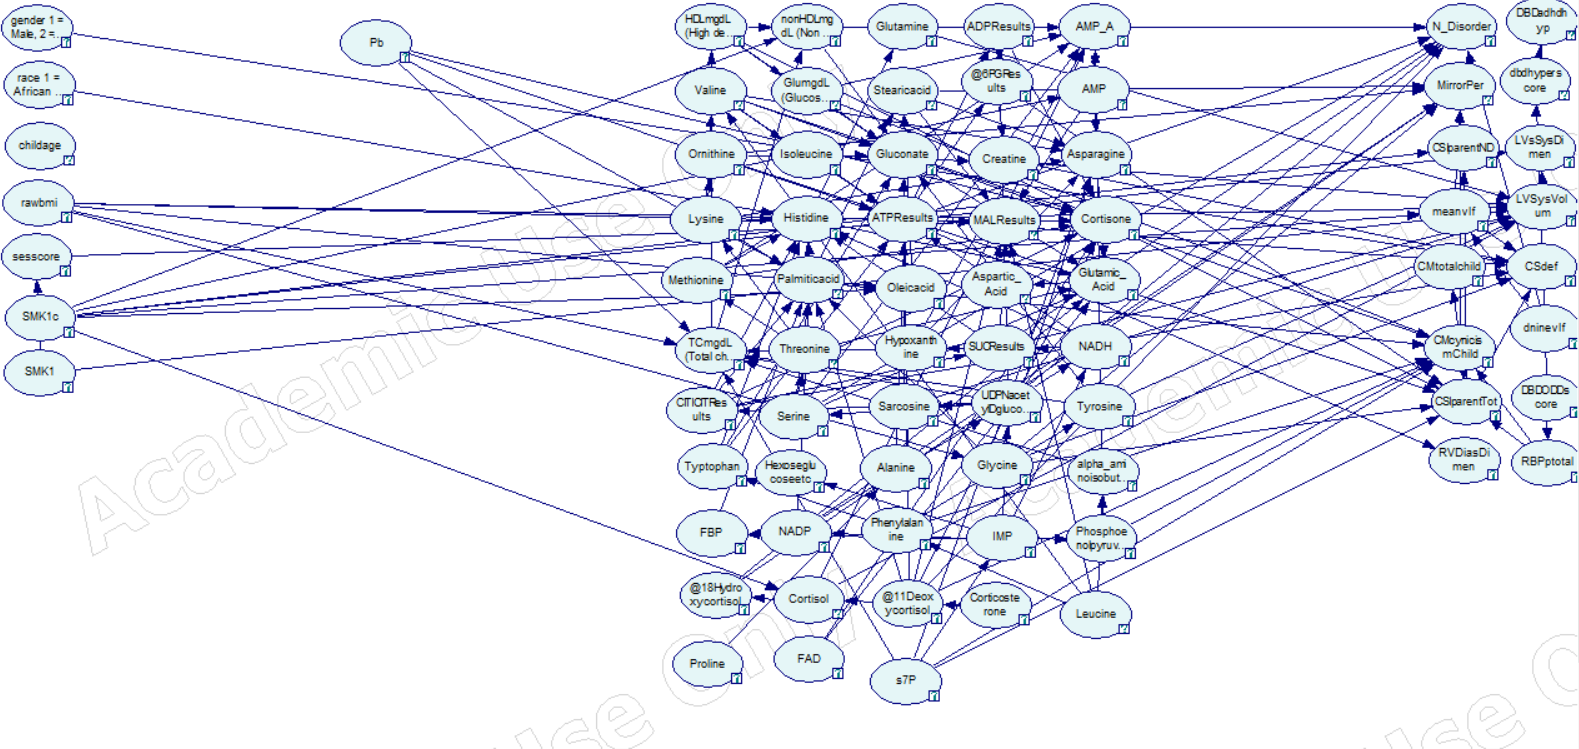 gender 1 =
Male, 2 =..
race 1 =
African ...
childage
rawbmi
sesscore
SMK1c
SMK1
Pb
HDLmgdL
(High de...
nonHDLmg
dL (Non ...
Glutamine
ADPResults
AMP_A
Valine
GlumgdL
(Glucos...
Stearicacid
@6PGRes
ults
AMP
Ornithine
Isoleucine
Gluconate
Creatine
Asparagine
Lysine
Histidine
ATPResults
MALResults
Cortisone
Methionine
Palmiticacid
Oleicacid
Aspartic_
Acid
Glutamic_
Acid
TCmgdL
(Total ch...
Threonine
Hypoxanth
ine
SUCResults
NADH
CITICITRes
ults
Serine
Sarcosine
UDPNacet
ylDgluco...
Tyrosine
Typtophan
Hexoseglu
coseetc
Alanine
Glycine
alpha_ami
noisobut...
FBP
NADP
Phenylalan
ine
IMP
Phosphoe
nolpyruv...
@18Hydro
xycortisol
Cortisol
@11Deox
ycortisol
Corticoste
rone
Leucine
Proline
FAD
s7P
N_Disorder
DBDadhdh
yp
MirrorPer
dbdhypers
core
CSIparentND
LVsSysDi
men
meanvlf
LVSysVol
um
CMtotalchild
CSdef
dninevlf
CMcynicis
mChild
CSIparentTot
DBDODDs
core
RVDiasDi
men
RBPptotal
Academic Use Only